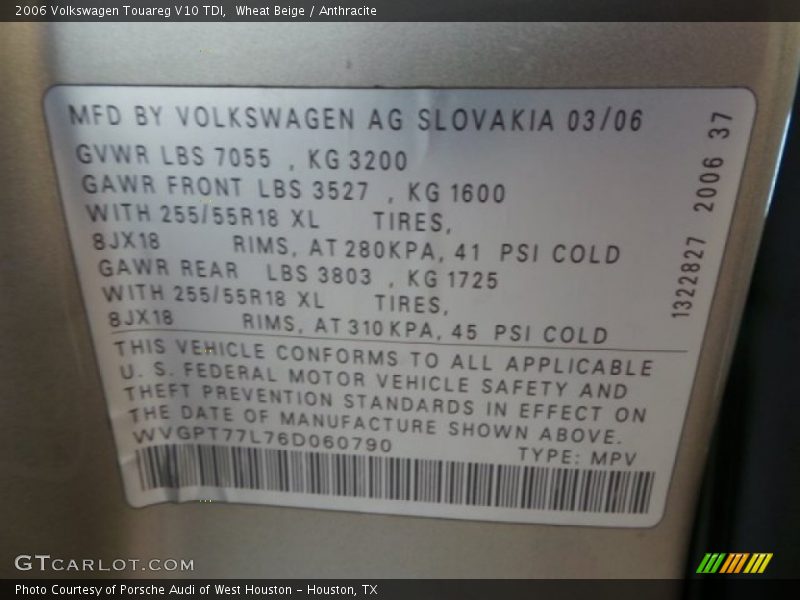 2006 Volkswagen Touareg V10 TDI,  Wheat Beige / Anthracite
MFD BY VOLKSWAGEN AG SLOVAKIA 03/06
GVWR LBS 7055 , KG 3200
GAWR FRONT LBS 3527 , KG 1600
WITH 255/55R18 XL TIRES,
8JX18 RIMS, AT 280KPA, 41 PSI COLD
GAWR REAR LBS 3803 , KG 1725
WITH 255/55R18 XL TIRES,
8JX18 RIMS, AT 310 KPA, 45 PSI COLD
THIS VEHICLE CONFORMS TO ALL APPLICABLE
U. S. FEDERAL MOTOR VEHICLE SAFETY AND
THEFT PREVENTION STANDARDS IN EFFECT ON
THE DATE OF MANUFACTURE SHOWN ABOVE.
WVGPT77L76D060790 TYPE: MPV
1322827 2006 37
GTCARLOT.COM
Photo Courtesy of Porsche Audi of West Houston - Houston, TX